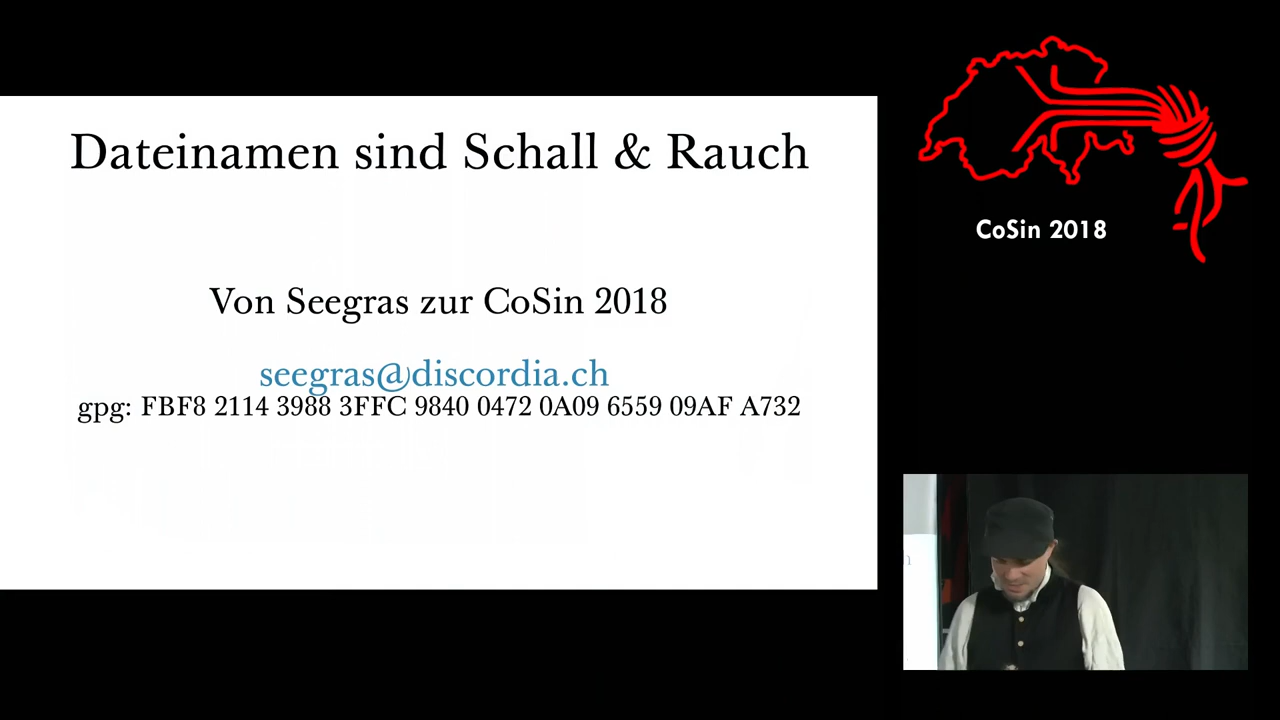 Dateinamen sind Schall & Rauch
Von Seegras zur CoSin 2018
seegras@discordia.ch
gpg: FBF8 2114 3988 3FFC 9840 0472 0A09 6559 09AF A732
CoSin 2018